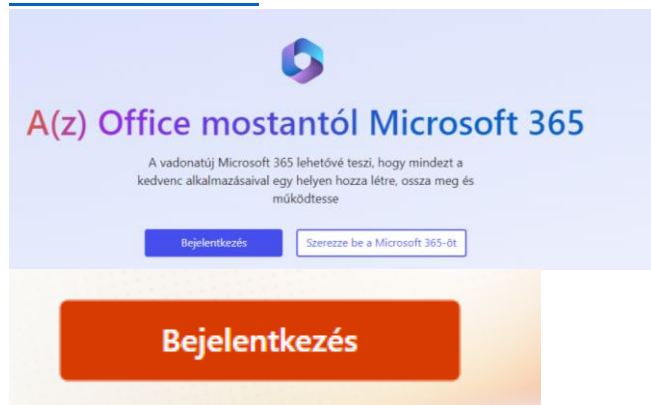 A(z) Office mostantól Microsoft 365
A vadonatúj Microsoft 365 lehetővé teszi, hogy mindezt a
kedvenc alkalmazásaival egy helyen hozza létre, ossza meg és
működtesse
Bejelentkezés Szerezze be a Microsoft 365-öt
Bejelentkezés